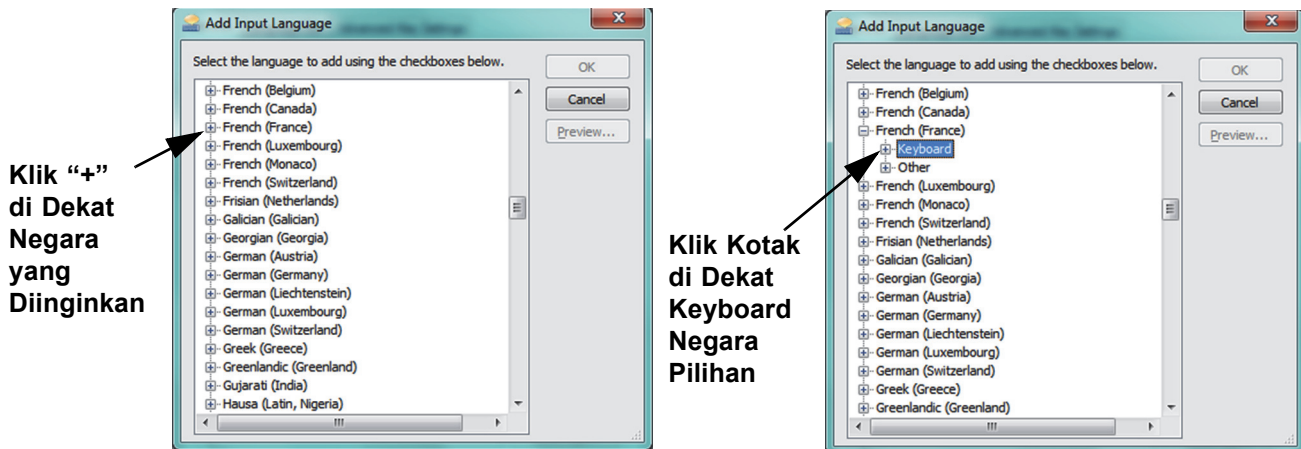 Klik “+”
di Dekat
Negara
yang
Diinginkan
Add Input Language
Select the language to add using the checkboxes below.
French (Belgium)
French (Canada)
French (France)
French (Luxembourg)
French (Monaco)
French (Switzerland)
Frisian (Netherlands)
Galician (Galician)
Georgian (Georgia)
German (Austria)
German (Germany)
German (Liechtenstein)
German (Luxembourg)
German (Switzerland)
Greek (Greece)
Greenlandic (Greenland)
Gujarati (India)
Hausa (Latin, Nigeria)
OK
Cancel
Preview...
Klik Kotak
di Dekat
Keyboard
Negara
Pilihan
Add Input Language
Select the language to add using the checkboxes below.
French (Belgium)
French (Canada)
French (France)
Keyboard
Other
French (Luxembourg)
French (Monaco)
French (Switzerland)
Frisian (Netherlands)
Galician (Galician)
Georgian (Georgia)
German (Austria)
German (Germany)
German (Liechtenstein)
German (Luxembourg)
German (Switzerland)
Greek (Greece)
Greenlandic (Greenland)
OK
Cancel
Preview...